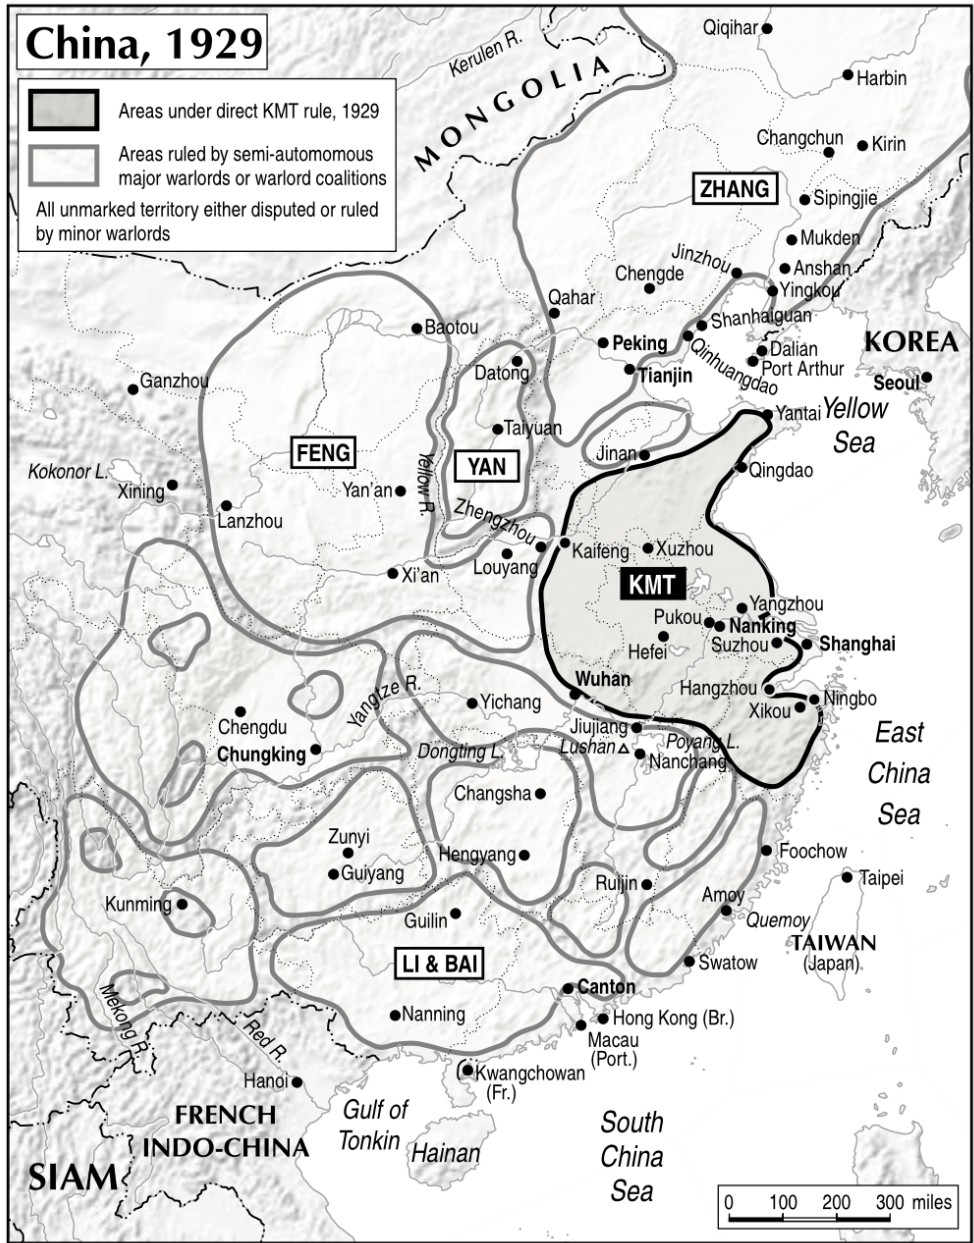 China, 1929
Areas under direct KMT rule, 1929
Areas ruled by semi-automomous
major warlords or warlord coalitions
All unmarked territory either disputed or ruled
by minor warlords
Kerulen R.
MONGOLIA
Qiqihar
Harbin
Changchun
Kirin
ZHANG
Sipingjie
Mukden
Jinzhou
Anshan
Chengde
Yingkou
Qahar
Shanhaiguan
Baotou
Peking
Qinhuangdao
Dalian
Port Arthur
KOREA
Datong
Tianjin
Seoul
Ganzhou
Yellow
Sea
Yantai
Taiyuan
FENG
Jinan
YAN
Qingdao
Kokonor L.
Xining
Yan'an
Yellow R.
Lanzhou
Zhengzhou
Kaifeng
Xuzhou
Louyang
Xi'an
KMT
Yangzhou
Pukou
Nanking
Hefei
Suzhou
Shanghai
Wuhan
Hangzhou
Ningbo
Xikou
Yangtze R.
Yichang
Chengdu
Jiujiang
Chungking
Dongting L.
Lushan
Poyang L.
Nanchang
East
China
Sea
Changsha
Zunyi
Hengyang
Foochow
Guiyang
Ruijin
Taipei
Kunming
Guilin
Amoy
Quemoy
TAIWAN
(Japan)
LI & BAI
Swatow
Canton
Mekong R.
Red R.
Nanning
Hong Kong (Br.)
Macau
(Port.)
Hanoi
Kwangchowan
(Fr.)
FRENCH
INDO-CHINA
Gulf of
Tonkin
Hainan
South
China
Sea
SIAM
0 100 200 300 miles